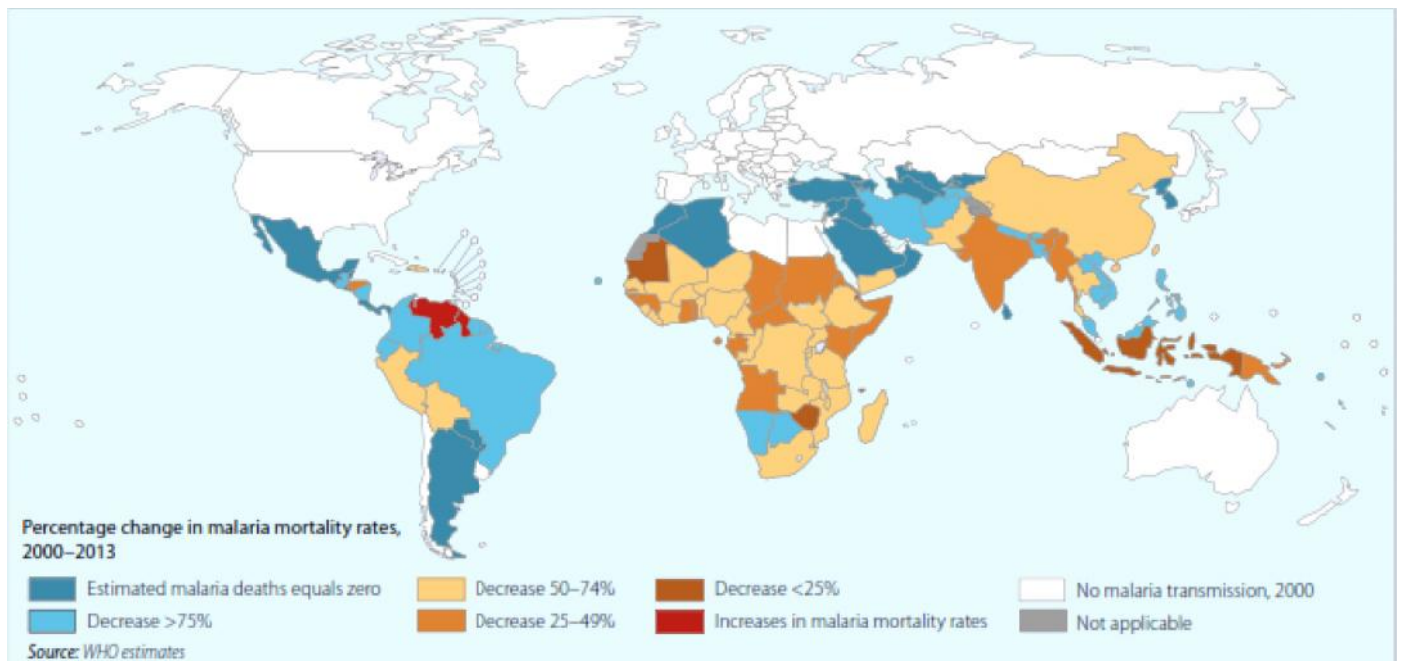 Percentage change in malaria mortality rates,
2000–2013
Estimated malaria deaths equals zero
Decrease >75%
Decrease 50–74%
Decrease 25–49%
Decrease <25%
Increases in malaria mortality rates
No malaria transmission, 2000
Not applicable
Source: WHO estimates